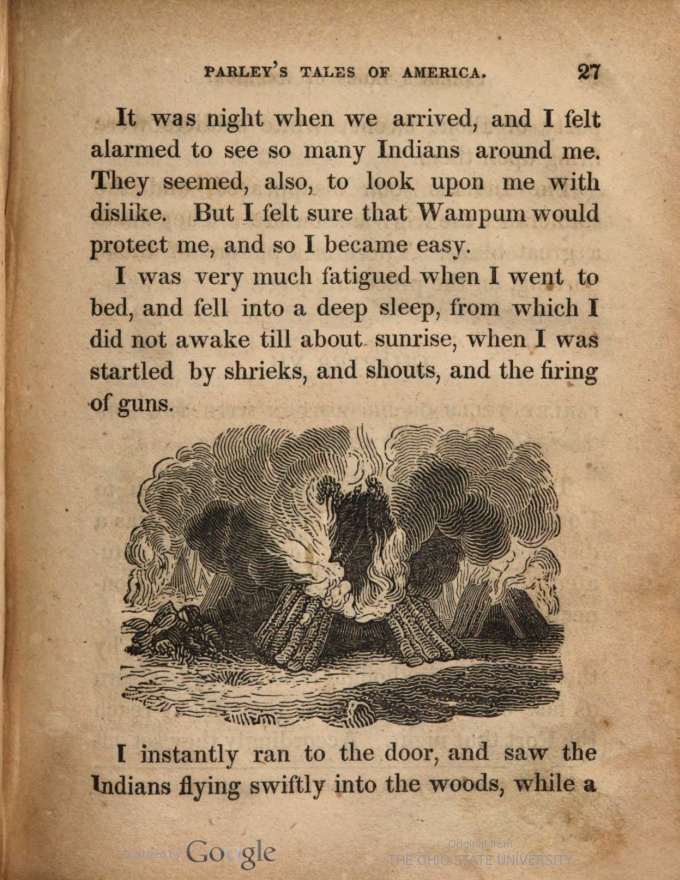 PARLEY'S TALES OF AMERICA. 27
It was night when we arrived, and I felt
alarmed to see so many Indians around me.
They seemed, also, to look upon me with
dislike. But I felt sure that Wampum would
protect me, and so I became easy.
I was very much fatigued when I went to
bed, and fell into a deep sleep, from which I
did not awake till about sunrise, when I was
startled by shrieks, and shouts, and the firing
of guns.
I instantly ran to the door, and saw the
Indians flying swiftly into the woods, while a
Digitized by Google
Original from
THE OHIO STATE UNIVERSITY